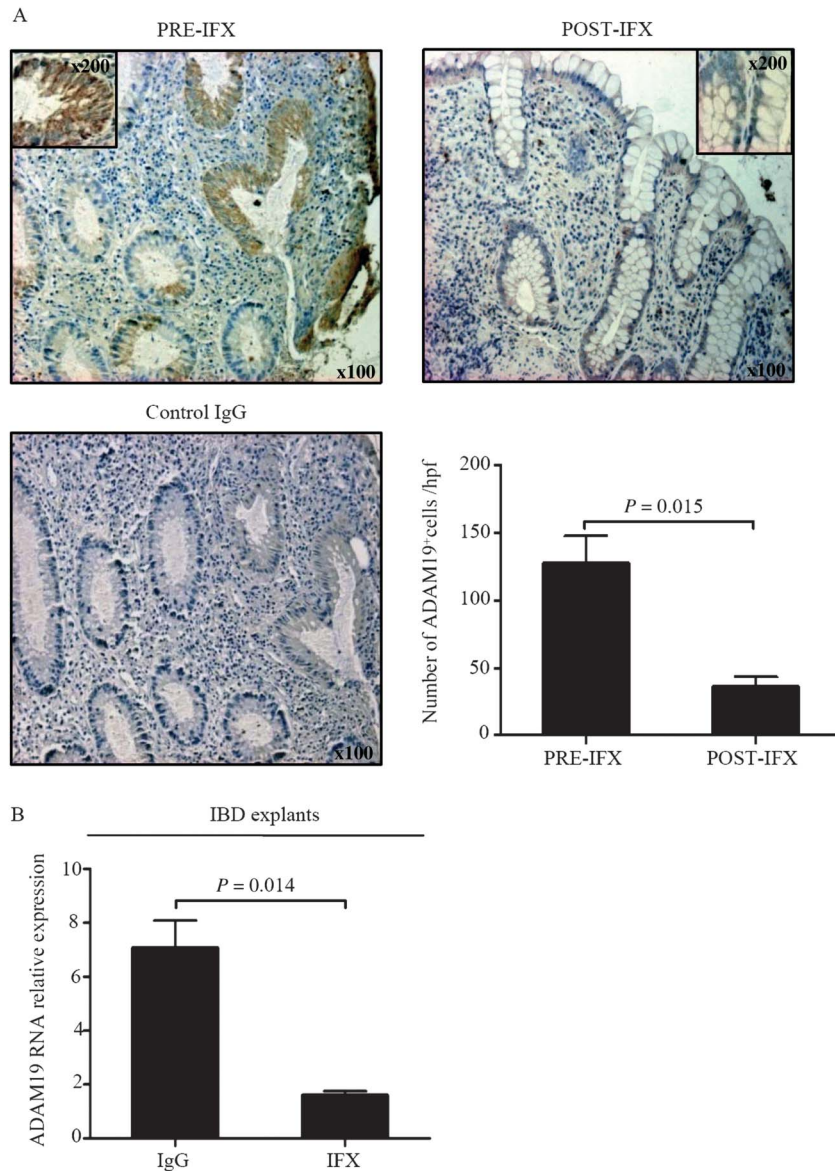 A
PRE-IFX
POST-IFX
x200
x200
x100
x100
Control IgG
x100
Number of ADAM19⁺cells /hpf
200
150
100
50
0
P = 0.015
PRE-IFX
POST-IFX
B
IBD explants
ADAM19 RNA relative expression
10
8
6
4
2
0
P = 0.014
IgG
IFX